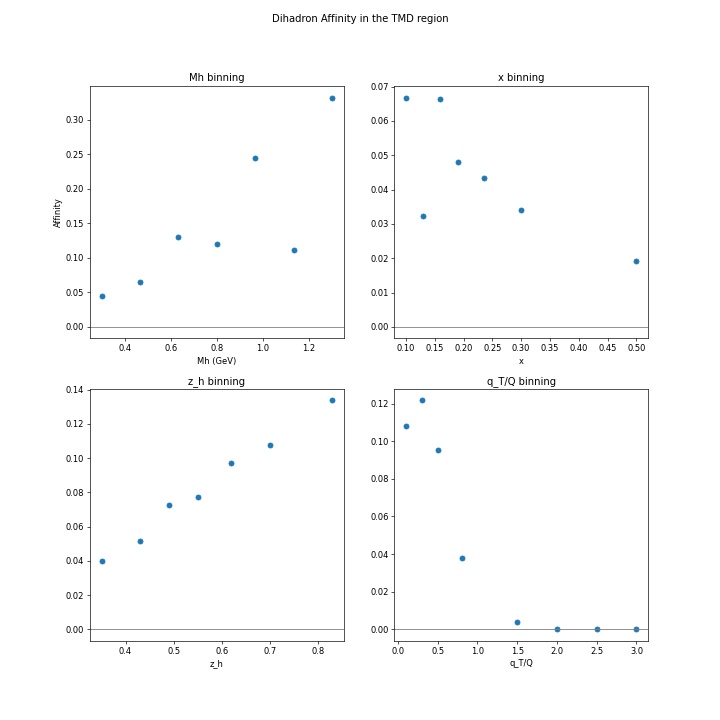 Dihadron Affinity in the TMD region
Mh binning
Affinity
0.30
0.25
0.20
0.15
0.10
0.05
0.00
0.4 0.6 0.8 1.0 1.2
Mh (GeV)
x binning
0.07
0.06
0.05
0.04
0.03
0.02
0.01
0.00
0.10 0.15 0.20 0.25 0.30 0.35 0.40 0.45 0.50
x
z_h binning
0.14
0.12
0.10
0.08
0.06
0.04
0.02
0.00
0.4 0.5 0.6 0.7 0.8
z_h
q_T/Q binning
0.12
0.10
0.08
0.06
0.04
0.02
0.00
0.0 0.5 1.0 1.5 2.0 2.5 3.0
q_T/Q